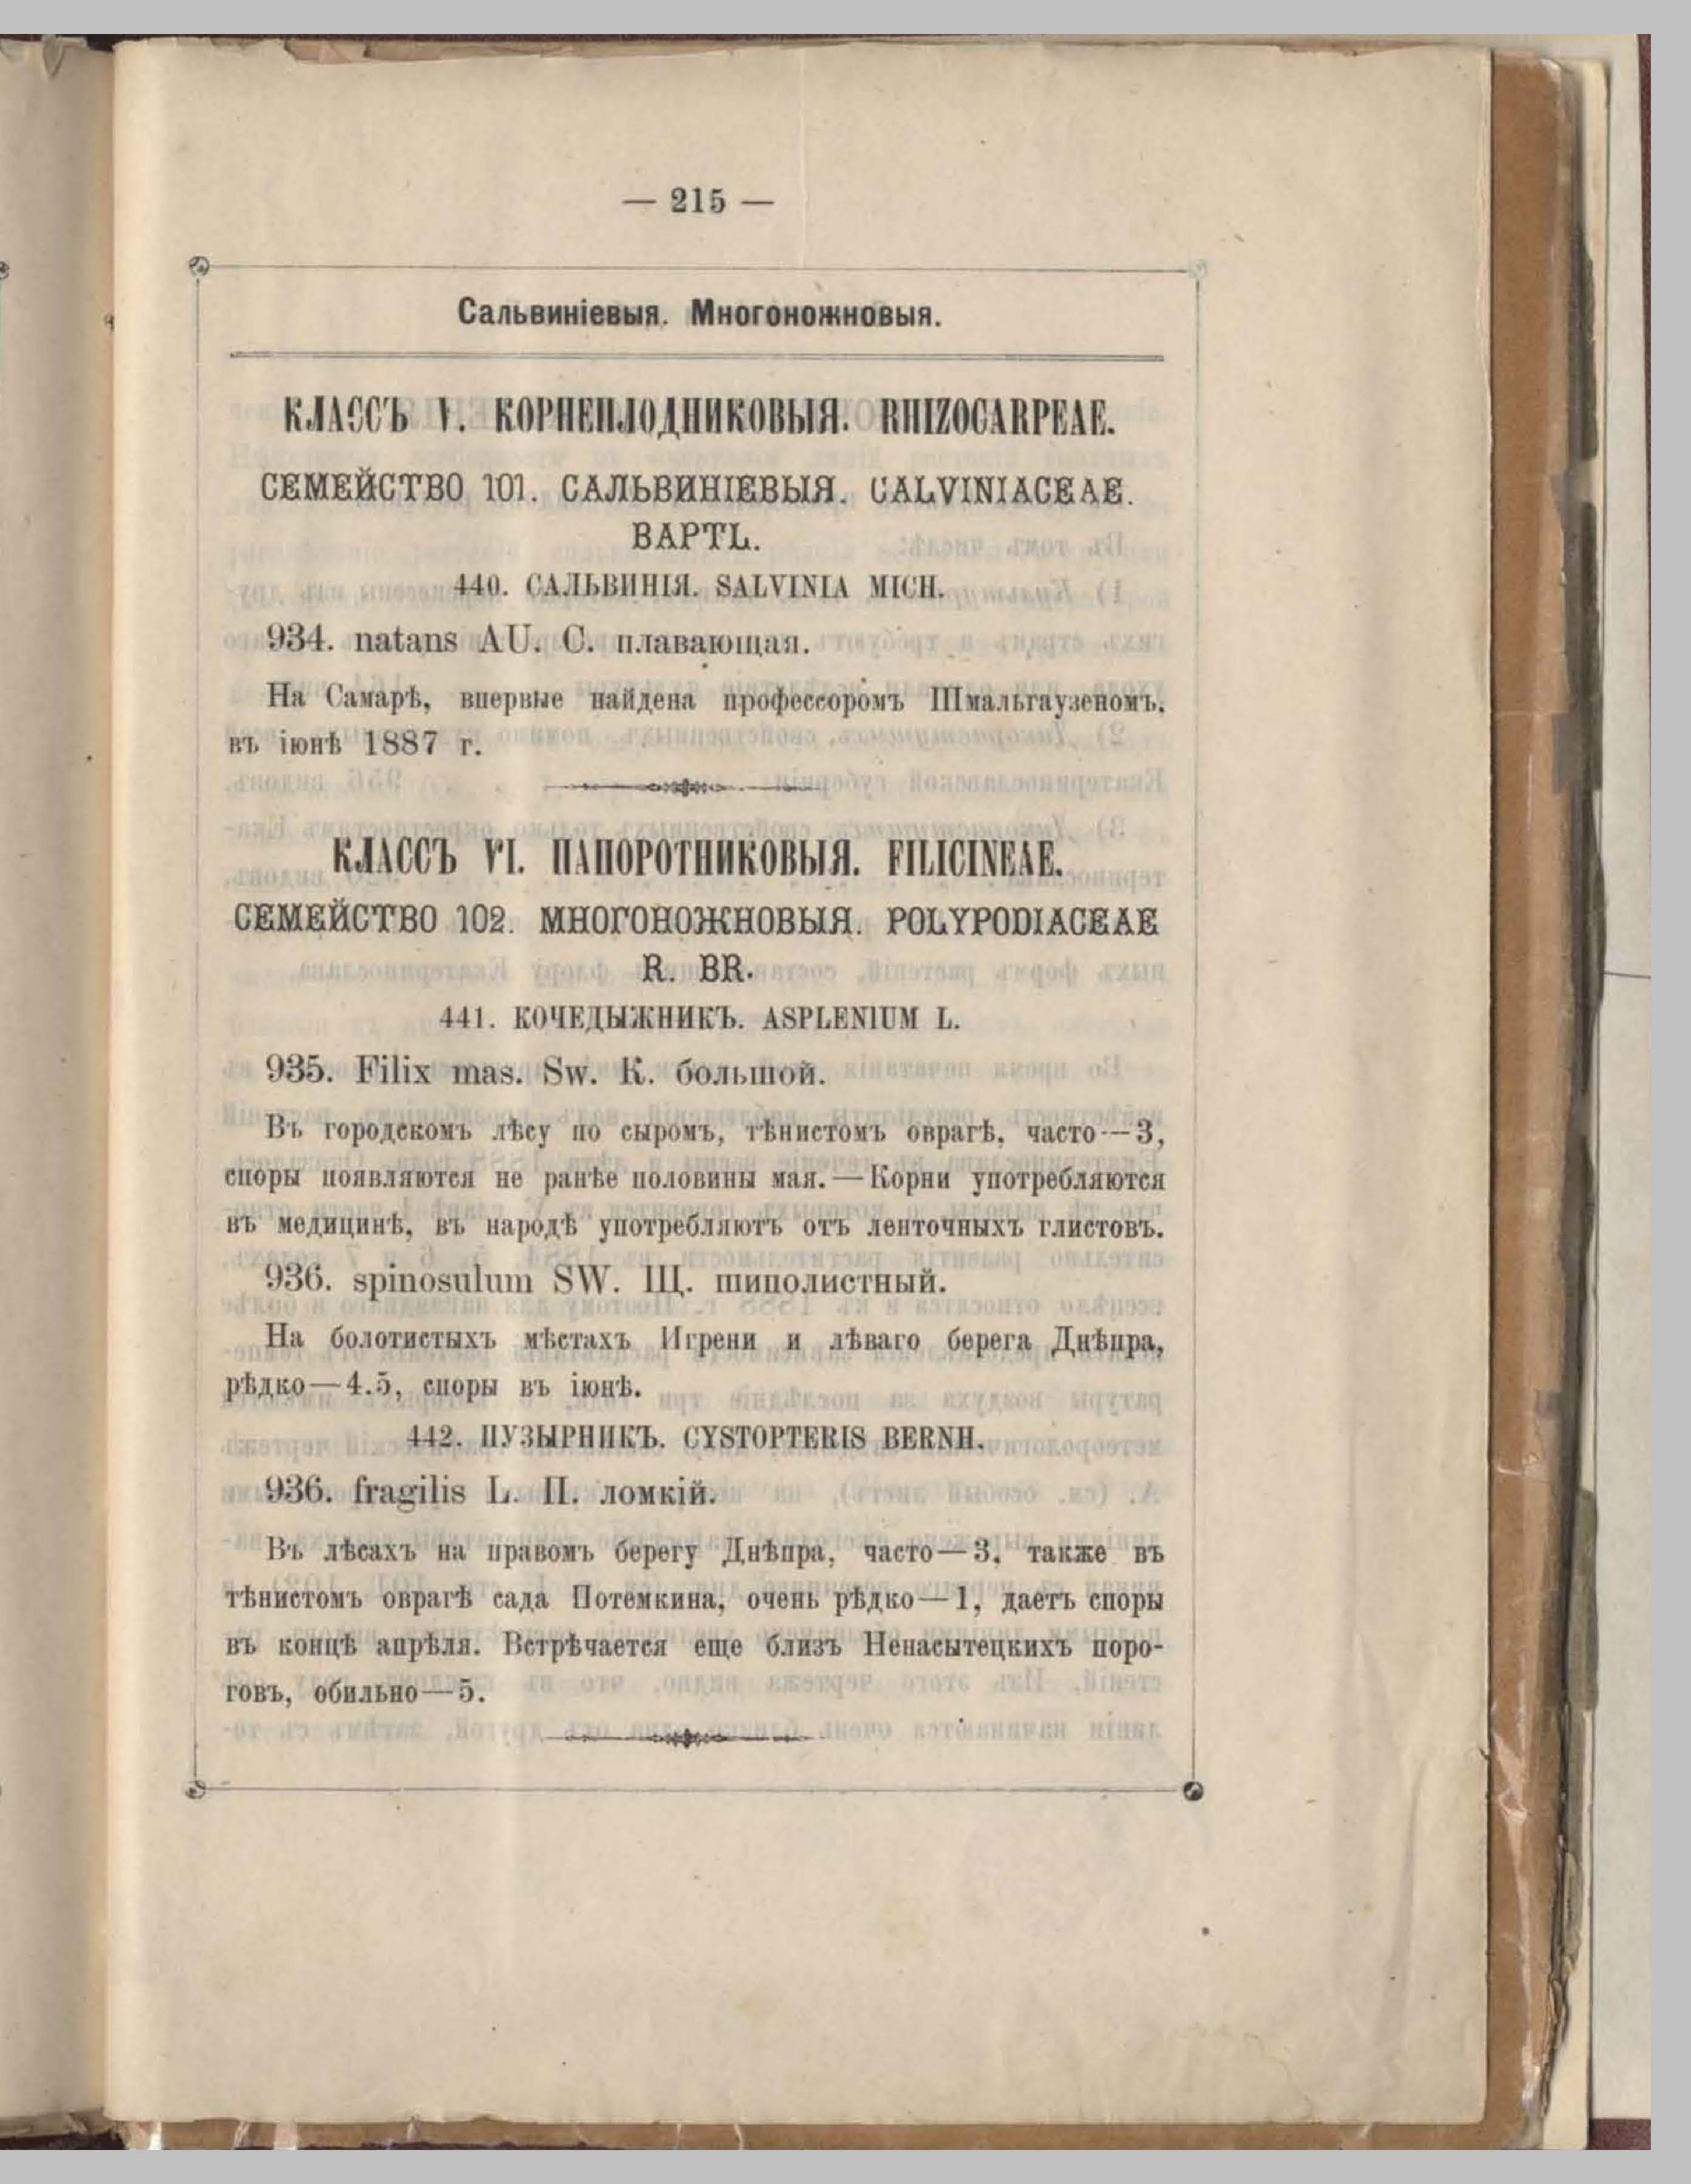 — 215 —
Сальвиніевыя. Многоножновыя.
КЛАССЪ V. КОРНЕПЛОДНИКОВЫЯ. RHIZOCARPEAE.
СЕМЕЙСТВО 101. САЛЬВИНІЕВЫЯ. CALVINIACEAE.
BAPTL.
440. САЛЬВИНІЯ. SALVINIA MICH.
934. natans AU. С. плавающая.
На Самарѣ, впервые найдена профессоромъ Шмальгаузеномъ,
въ іюнѣ 1887 г.
КЛАССЪ VI. ПАПОРОТНИКОВЫЯ. FILICINEAE.
СЕМЕЙСТВО 102. МНОГОНОЖНОВЫЯ. POLYPODIACEAE
R. BR.
441. КОЧЕДЫЖНИКЪ. ASPLENIUM L.
935. Filix mas. Sw. К. большой.
Въ городскомъ лѣсу по сыромъ, тѣнистомъ оврагѣ, часто—3,
споры появляются не ранѣе половины мая.—Корни употребляются
въ медицинѣ, въ народѣ употребляютъ отъ ленточныхъ глистовъ.
936. spinosulum SW. Щ. шиполистный.
На болотистыхъ мѣстахъ Игрени и лѣваго берега Днѣпра,
рѣдко—4.5, споры въ іюнѣ.
442. ПУЗЫРНИКЪ. CYSTOPTERIS BERNH.
936. fragilis L. П. ломкій.
Въ лѣсахъ на правомъ берегу Днѣпра, часто—3, также въ
тѣнистомъ оврагѣ сада Потемкина, очень рѣдко—1, даетъ споры
въ концѣ апрѣля. Встрѣчается еще близъ Ненасытецкихъ поро-
говъ, обильно—5.